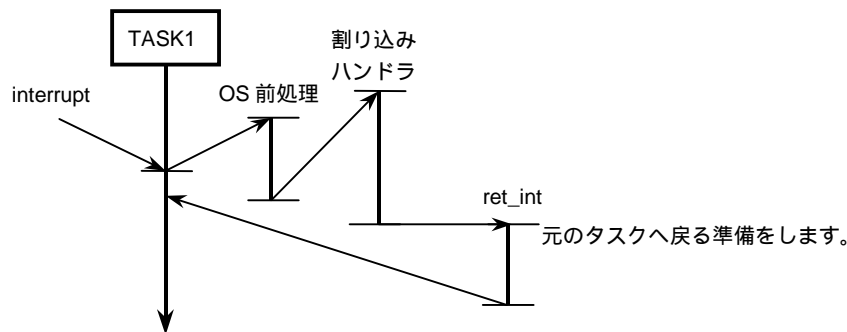 TASK1
割り込み
ハンドラ
interrupt
OS 前処理
ret_int
元のタスクへ戻る準備をします。